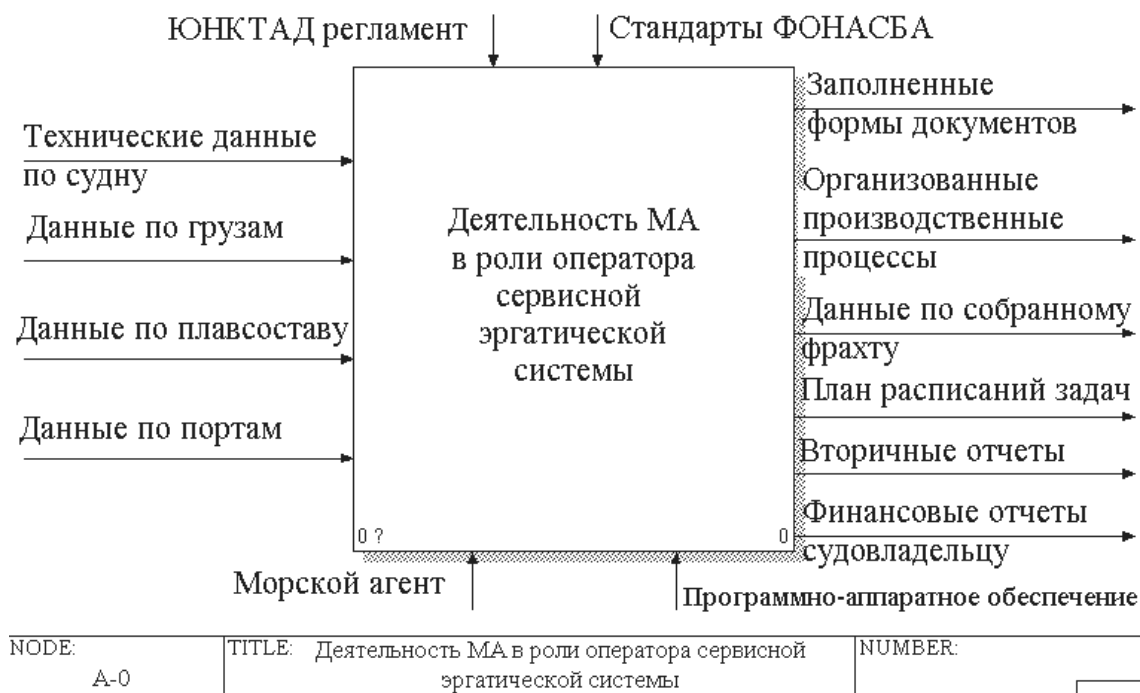 ЮНКТАД регламент
Стандарты ФОНАСБА
Технические данные
по судну
Данные по грузам
Данные по плавсоставу
Данные по портам
Деятельность МА
в роли оператора
сервисной
эргатической
системы
0 ?
0
Заполненные
формы документов
Организованные
производственные
процессы
Данные по собранному
фрахту
План расписаний задач
Вторичные отчеты
Финансовые отчеты
судовладельцу
Морской агент
Программно-аппаратное обеспечение
NODE:
A-0
TITLE: Деятельность МА в роли оператора сервисной
эргатической системы
NUMBER: